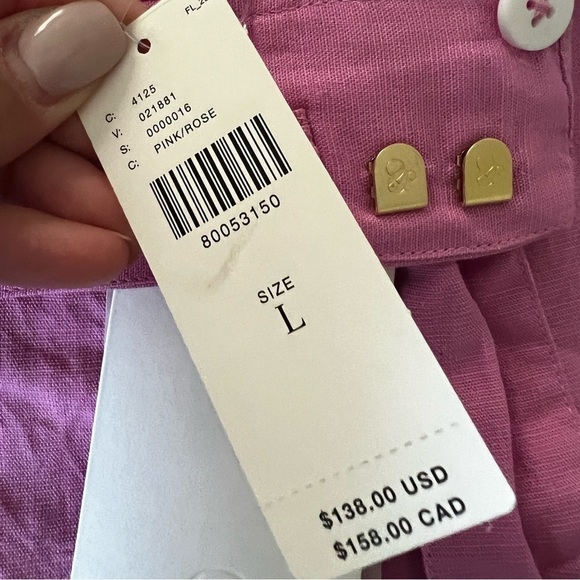 C: 4125
V: 021881
S: 0000016
C: PINK/ROSE
80053150
SIZE
L
$138.00 USD
$158.00 CAD